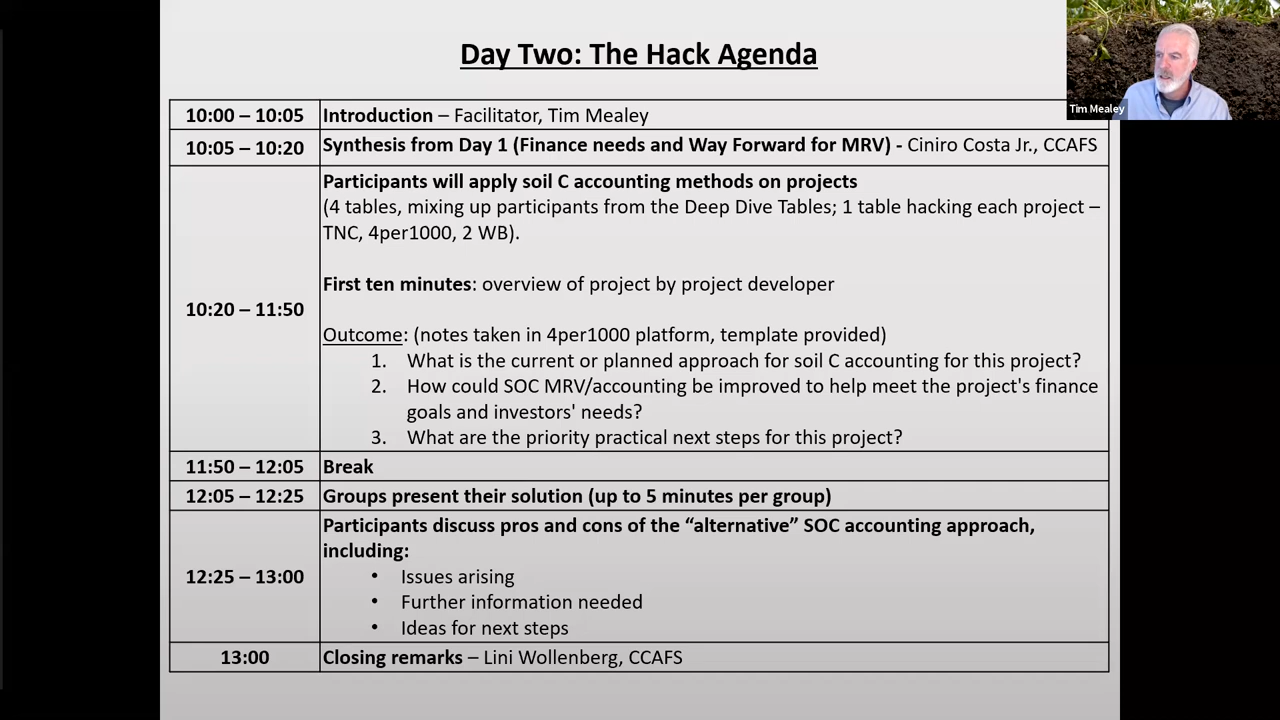 Day Two: The Hack Agenda
Tim Mealey
10:00 – 10:05
Introduction – Facilitator, Tim Mealey
10:05 – 10:20
Synthesis from Day 1 (Finance needs and Way Forward for MRV) - Ciniro Costa Jr., CCAFS
10:20 – 11:50
Participants will apply soil C accounting methods on projects
(4 tables, mixing up participants from the Deep Dive Tables; 1 table hacking each project –
TNC, 4per1000, 2 WB).
First ten minutes: overview of project by project developer
Outcome: (notes taken in 4per1000 platform, template provided)
1. What is the current or planned approach for soil C accounting for this project?
2. How could SOC MRV/accounting be improved to help meet the project's finance
goals and investors' needs?
3. What are the priority practical next steps for this project?
11:50 – 12:05
Break
12:05 – 12:25
Groups present their solution (up to 5 minutes per group)
12:25 – 13:00
Participants discuss pros and cons of the “alternative” SOC accounting approach,
including:
• Issues arising
• Further information needed
• Ideas for next steps
13:00
Closing remarks – Lini Wollenberg, CCAFS